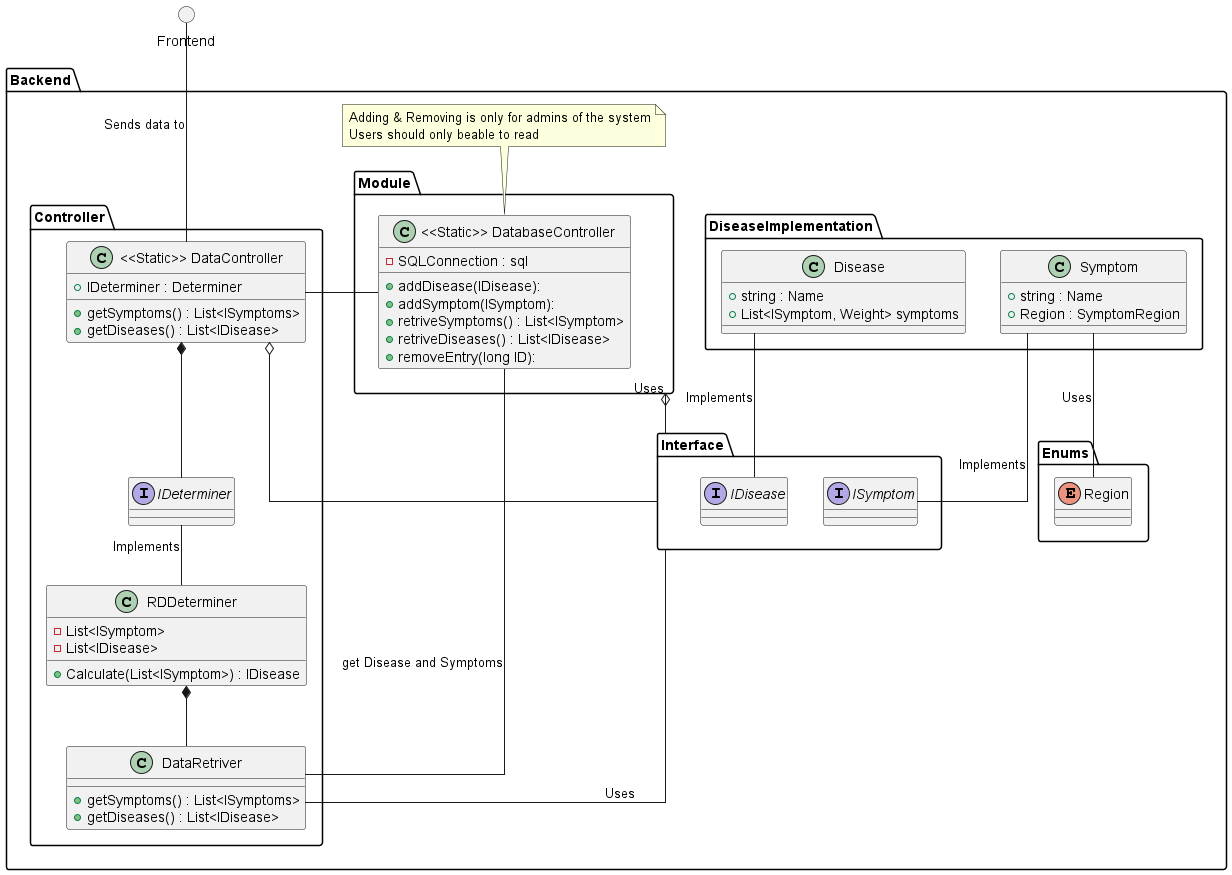 Frontend
Backend
Sends data to
Adding & Removing is only for admins of the system
Users should only beable to read
Module
Controller
DiseaseImplementation
C <<Static>> DatabaseController
SQLConnection : sql
addDisease(IDisease):
addSymptom(ISymptom):
retriveSymptoms() : List<ISymptom>
retriveDiseases() : List<IDisease>
removeEntry(long ID):
C <<Static>> DataController
IDeterminer : Determiner
getSymptoms() : List<ISymptoms>
getDiseases() : List<IDisease>
C Disease
string : Name
List<ISymptom, Weight> symptoms
C Symptom
string : Name
Region : SymptomRegion
Uses
Implements
Uses
Interface
Enums
Implements
I IDeterminer
I IDisease
I ISymptom
E Region
Implements
C RDDeterminer
List<ISymptom>
List<IDisease>
Calculate(List<ISymptom>) : IDisease
get Disease and Symptoms
C DataRetriver
getSymptoms() : List<ISymptoms>
getDiseases() : List<IDisease>
Uses